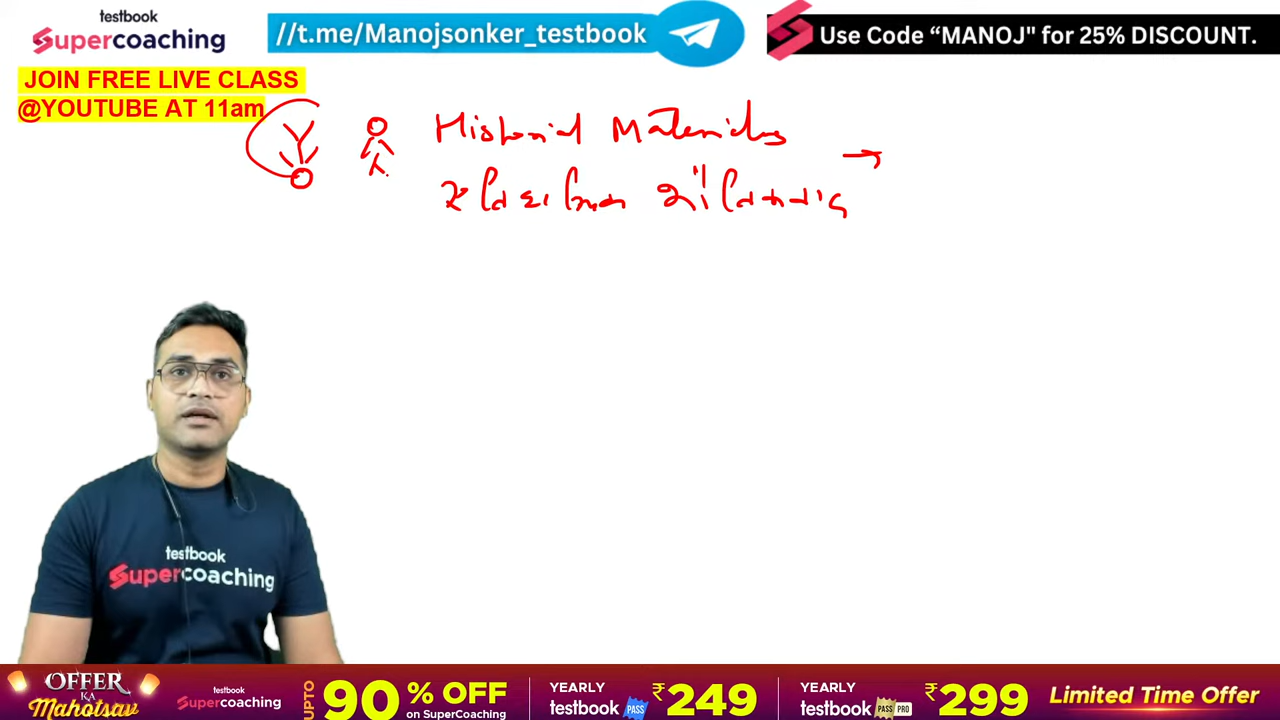 testbook
Supercoaching
//t.me/Manojsonker_testbook
Use Code “MANOJ" for 25% DISCOUNT.
JOIN FREE LIVE CLASS
@YOUTUBE AT 11am
testbook
Supercoaching
OFFER
KA
Mahotsav
testbook
Supercoaching
UPTO
90% OFF
on SuperCoaching
YEARLY
testbook PASS
₹249
YEARLY
testbook PASS PRO
₹299
Limited Time Offer